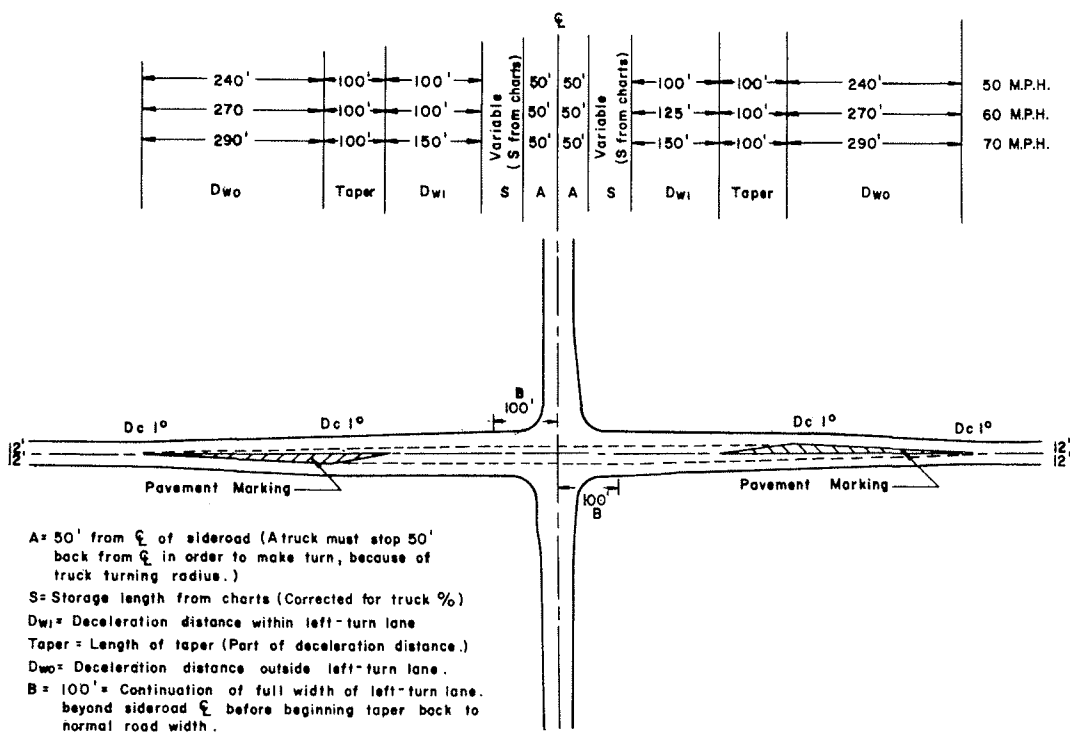 ℄
240' 100' 100' Variable (S from charts) 50' 50' Variable (S from charts) 100' 100' 240' 50 M.P.H.
270 100' 100' 50' 50' 125' 100' 270' 60 M.P.H.
290' 100' 150' 50' 50' 150' 100' 290' 70 M.P.H.
Dwo Taper Dwi S A A S Dwi Taper Dwo
B
100'
Dc 1° Dc 1° Dc 1° Dc 1°
12' 12'
12' 12'
Pavement Marking Pavement Marking
100'
B
A= 50' from ℄ of sideroad (A truck must stop 50'
back from ℄ in order to make turn, because of
truck turning radius.)
S= Storage length from charts (Corrected for truck %)
Dwi= Deceleration distance within left-turn lane
Taper = Length of taper (Part of deceleration distance.)
Dwo= Deceleration distance outside left-turn lane.
B = 100' = Continuation of full width of left-turn lane.
beyond sideroad ℄ before beginning taper back to
normal road width.